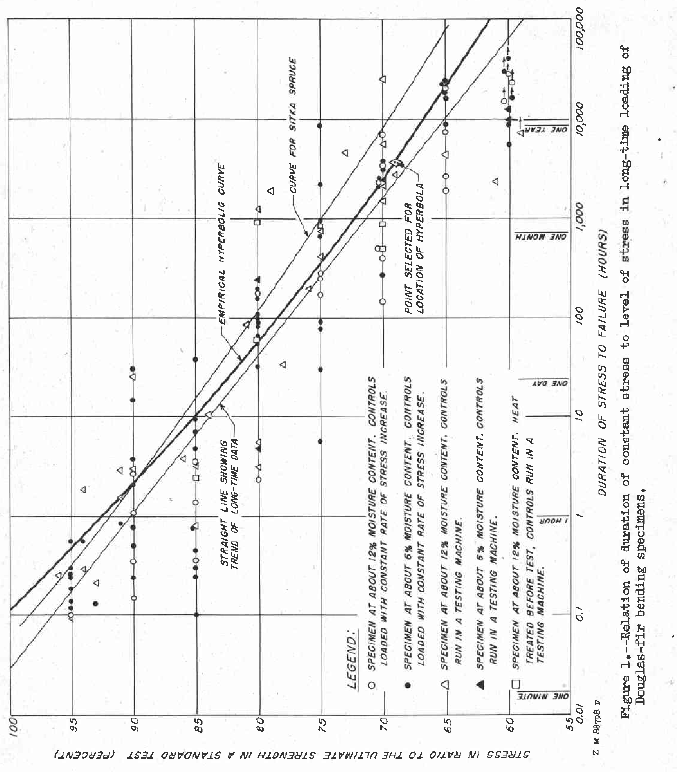 STRESS IN RATIO TO THE ULTIMATE STRENGTH IN A STANDARD TEST (PERCENT)
100
95
90
85
80
75
70
65
60
55
0.01
0.1
1
10
100
1,000
10,000
100,000
ONE MINUTE
1 HOUR
ONE DAY
ONE MONTH
ONE YEAR
DURATION OF STRESS TO FAILURE (HOURS)
STRAIGHT LINE SHOWING
TREND OF LONG-TIME DATA
EMPIRICAL HYPERBOLIC CURVE
CURVE FOR SITKA SPRUCE
POINT SELECTED FOR
LOCATION OF HYPERBOLA
LEGEND:
SPECIMEN AT ABOUT 12% MOISTURE CONTENT. CONTROLS
LOADED WITH CONSTANT RATE OF STRESS INCREASE.
SPECIMEN AT ABOUT 6% MOISTURE CONTENT. CONTROLS
LOADED WITH CONSTANT RATE OF STRESS INCREASE.
SPECIMEN AT ABOUT 12% MOISTURE CONTENT. CONTROLS
RUN IN A TESTING MACHINE.
SPECIMEN AT ABOUT 6% MOISTURE CONTENT. CONTROLS
RUN IN A TESTING MACHINE.
SPECIMEN AT ABOUT 12% MOISTURE CONTENT. HEAT
TREATED BEFORE TEST, CONTROLS RUN IN A
TESTING MACHINE.
Z M 88798 F
Figure 1.--Relation of duration of constant stress to level of stress in long-time loading of
Douglas-fir bending specimens.